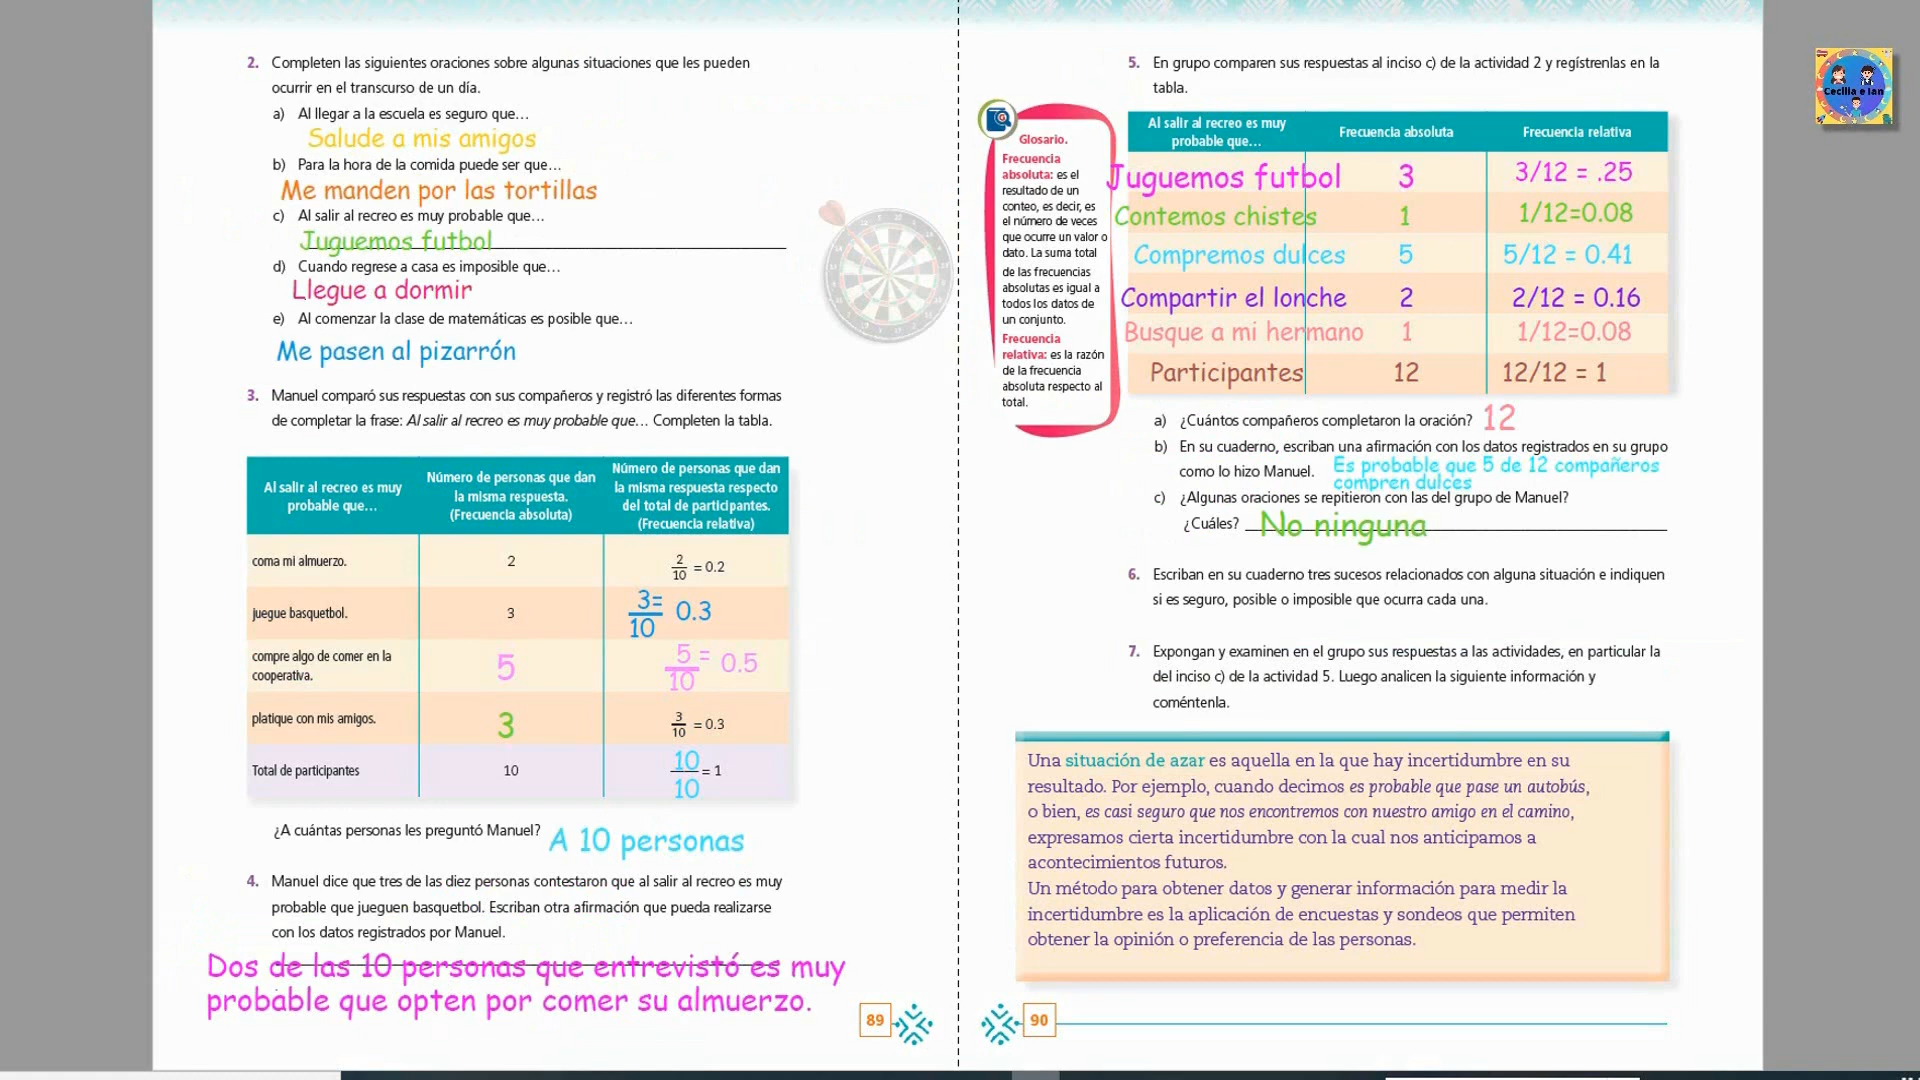 2. Completen las siguientes oraciones sobre algunas situaciones que les pueden
ocurrir en el transcurso de un día.
a) Al llegar a la escuela es seguro que…
Salude a mis amigos
b) Para la hora de la comida puede ser que…
Me manden por las tortillas
c) Al salir al recreo es muy probable que…
Juguemos futbol
d) Cuando regrese a casa es imposible que…
Llegue a dormir
e) Al comenzar la clase de matemáticas es posible que…
Me pasen al pizarrón
3. Manuel comparó sus respuestas con sus compañeros y registró las diferentes formas
de completar la frase: Al salir al recreo es muy probable que… Completen la tabla.
Al salir al recreo es muy
probable que…
Número de personas que dan
la misma respuesta.
(Frecuencia absoluta)
Número de personas que dan
la misma respuesta respecto
del total de participantes.
(Frecuencia relativa)
coma mi almuerzo. 2 2/10 = 0.2
juegue basquetbol. 3 3/10 = 0.3
compre algo de comer en la
cooperativa. 5 5/10 = 0.5
platique con mis amigos. 3 3/10 = 0.3
Total de participantes 10 10/10 = 1
¿A cuántas personas les preguntó Manuel? A 10 personas
4. Manuel dice que tres de las diez personas contestaron que al salir al recreo es muy
probable que jueguen basquetbol. Escriban otra afirmación que pueda realizarse
con los datos registrados por Manuel.
Dos de las 10 personas que entrevistó es muy
probable que opten por comer su almuerzo.
89
5. En grupo comparen sus respuestas al inciso c) de la actividad 2 y regístrenlas en la
tabla.
Glosario.
Frecuencia
absoluta: es el
resultado de un
conteo, es decir, es
el número de veces
que ocurre un valor o
dato. La suma total
de las frecuencias
absolutas es igual a
todos los datos de
un conjunto.
Frecuencia
relativa: es la razón
de la frecuencia
absoluta respecto al
total.
Al salir al recreo es muy
probable que…
Frecuencia absoluta
Frecuencia relativa
Juguemos futbol 3 3/12 = .25
Contemos chistes 1 1/12=0.08
Compremos dulces 5 5/12 = 0.41
Compartir el lonche 2 2/12 = 0.16
Busque a mi hermano 1 1/12=0.08
Participantes 12 12/12 = 1
a) ¿Cuántos compañeros completaron la oración? 12
b) En su cuaderno, escriban una afirmación con los datos registrados en su grupo
como lo hizo Manuel. Es probable que 5 de 12 compañeros
compren dulces
c) ¿Algunas oraciones se repitieron con las del grupo de Manuel?
¿Cuáles? No ninguna
6. Escriban en su cuaderno tres sucesos relacionados con alguna situación e indiquen
si es seguro, posible o imposible que ocurra cada una.
7. Expongan y examinen en el grupo sus respuestas a las actividades, en particular la
del inciso c) de la actividad 5. Luego analicen la siguiente información y
coméntenla.
Una situación de azar es aquella en la que hay incertidumbre en su
resultado. Por ejemplo, cuando decimos es probable que pase un autobús,
o bien, es casi seguro que nos encontremos con nuestro amigo en el camino,
expresamos cierta incertidumbre con la cual nos anticipamos a
acontecimientos futuros.
Un método para obtener datos y generar información para medir la
incertidumbre es la aplicación de encuestas y sondeos que permiten
obtener la opinión o preferencia de las personas.
90
Cecilia e Ian